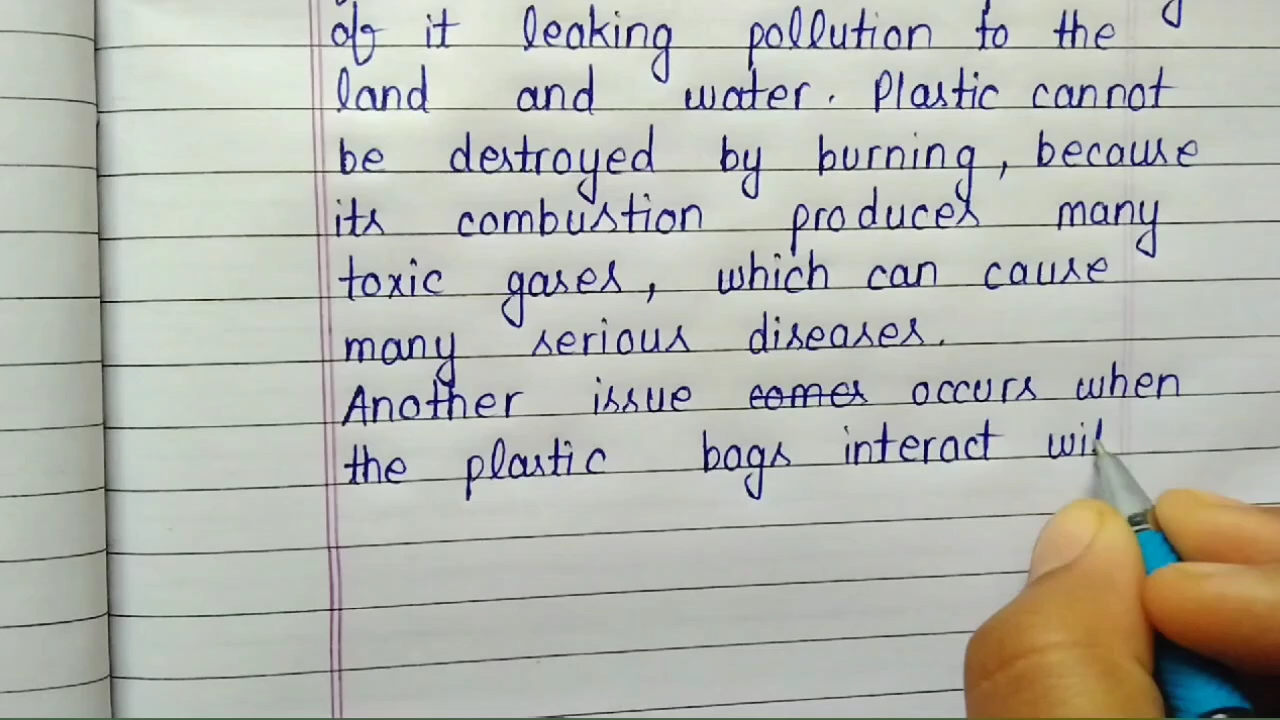 of it leaking pollution to the
land and water. Plastic cannot
be destroyed by burning, because
its combustion produces many
toxic gases, which can cause
many serious diseases.
Another issue comes occurs when
the plastic bags interact wit